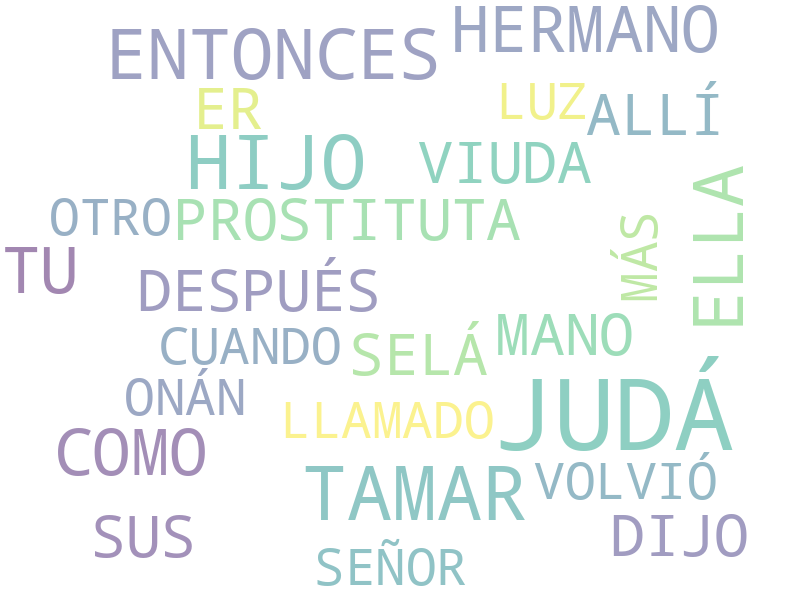 HERMANO
ENTONCES
ER
LUZ
ALLÍ
HIJO
VIUDA
OTRO
PROSTITUTA
ELLA
MÁS
TU
DESPUÉS
CUANDO
SELÁ
MANO
ONÁN
LLAMADO
JUDÁ
COMO
TAMAR
VOLVIÓ
SUS
DIJO
SEÑOR